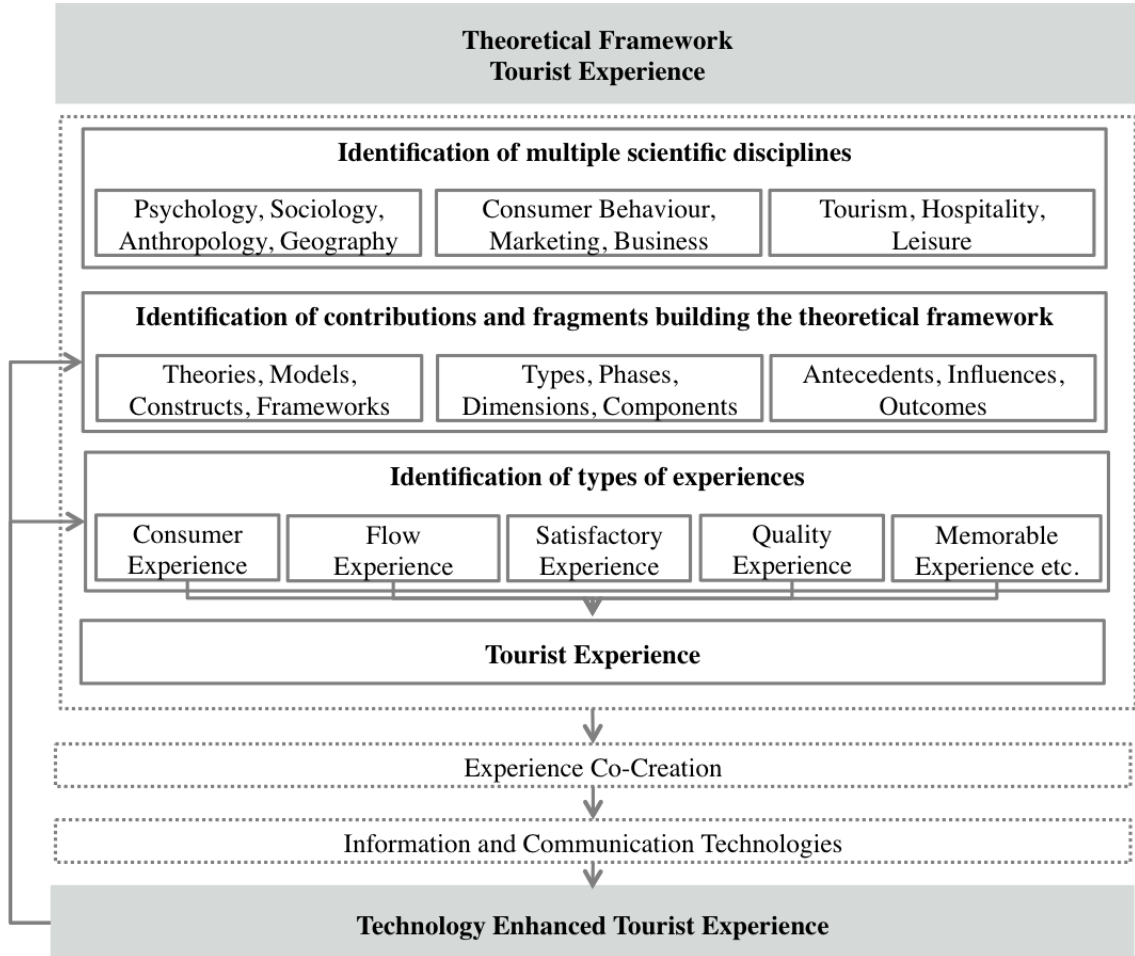 Theoretical Framework
Tourist Experience
Identification of multiple scientific disciplines
Psychology, Sociology,
Anthropology, Geography
Consumer Behaviour,
Marketing, Business
Tourism, Hospitality,
Leisure
Identification of contributions and fragments building the theoretical framework
Theories, Models,
Constructs, Frameworks
Types, Phases,
Dimensions, Components
Antecedents, Influences,
Outcomes
Identification of types of experiences
Consumer
Experience
Flow
Experience
Satisfactory
Experience
Quality
Experience
Memorable
Experience etc.
Tourist Experience
Experience Co-Creation
Information and Communication Technologies
Technology Enhanced Tourist Experience